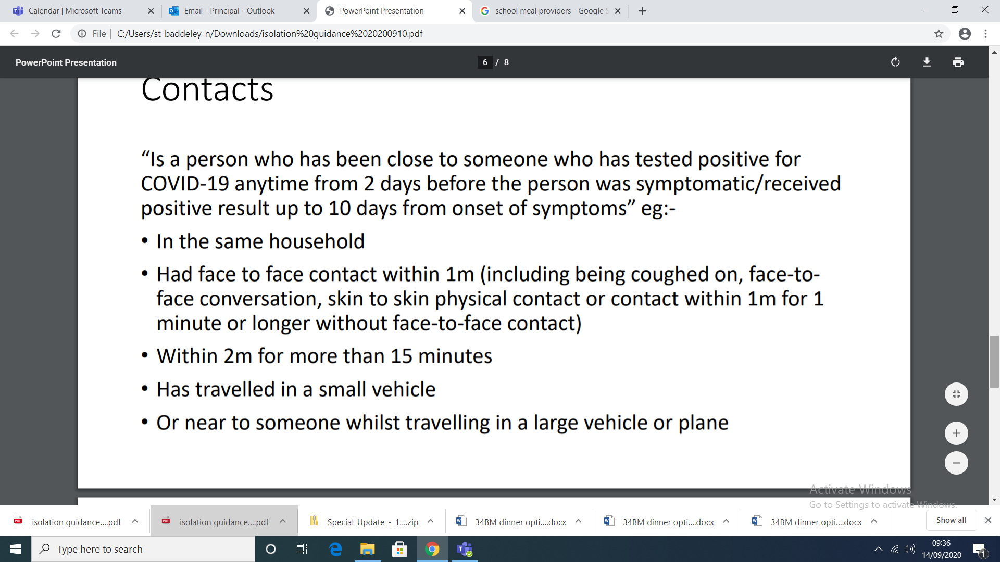 Calendar | Microsoft Teams
Email - Principal - Outlook
PowerPoint Presentation
school meal providers - Google S
File | C:/Users/st-baddeley-n/Downloads/isolation%20guidance%2020200910.pdf
PowerPoint Presentation
6 / 8
Contacts
“Is a person who has been close to someone who has tested positive for
COVID-19 anytime from 2 days before the person was symptomatic/received
positive result up to 10 days from onset of symptoms” eg:-
• In the same household
• Had face to face contact within 1m (including being coughed on, face-to-
face conversation, skin to skin physical contact or contact within 1m for 1
minute or longer without face-to-face contact)
• Within 2m for more than 15 minutes
• Has travelled in a small vehicle
• Or near to someone whilst travelling in a large vehicle or plane
Activate Windows
Go to Settings to activate Windows.
isolation guidance....pdf
isolation guidance....pdf
Special_Update_-_1....zip
34BM dinner opti....docx
34BM dinner opti....docx
34BM dinner opti....docx
Show all
Type here to search
09:36
14/09/2020
1